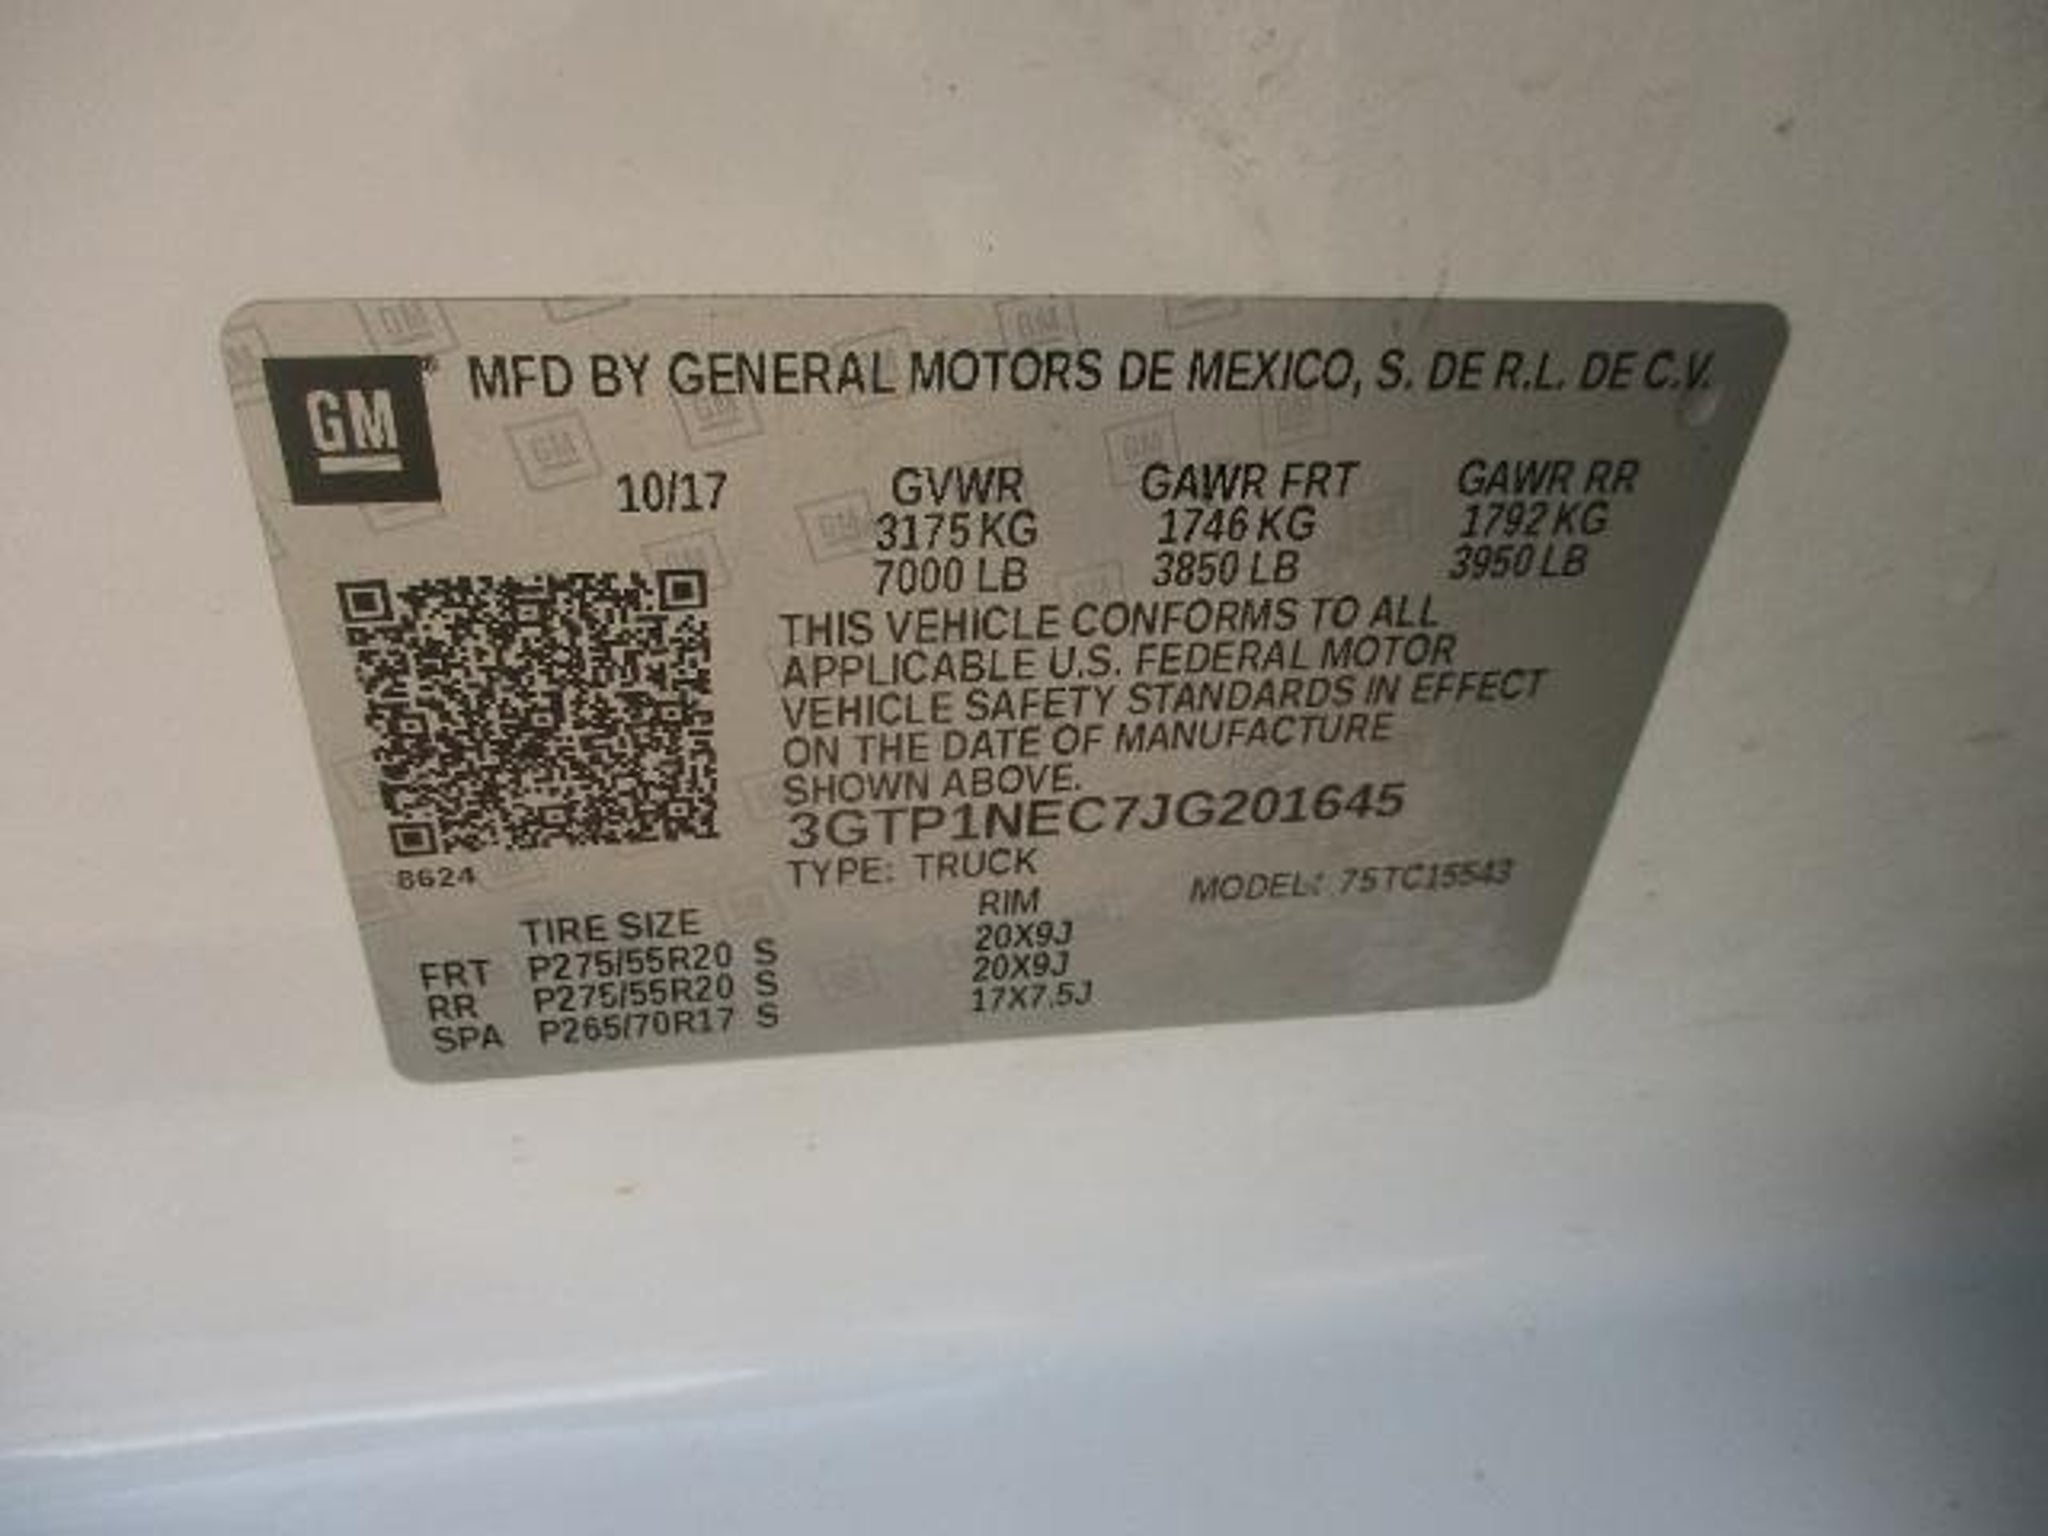 GM MFD BY GENERAL MOTORS DE MEXICO, S. DE R.L. DE C.V.
10/17 GVWR GAWR FRT GAWR RR
3175 KG 1746 KG 1792 KG
7000 LB 3850 LB 3950 LB
THIS VEHICLE CONFORMS TO ALL
APPLICABLE U.S. FEDERAL MOTOR
VEHICLE SAFETY STANDARDS IN EFFECT
ON THE DATE OF MANUFACTURE
SHOWN ABOVE.
3GTP1NEC7JG201645
8624 TYPE: TRUCK MODEL: 75TC15543
TIRE SIZE RIM
FRT P275/55R20 S 20X9J
RR P275/55R20 S 20X9J
SPA P265/70R17 S 17X7.5J